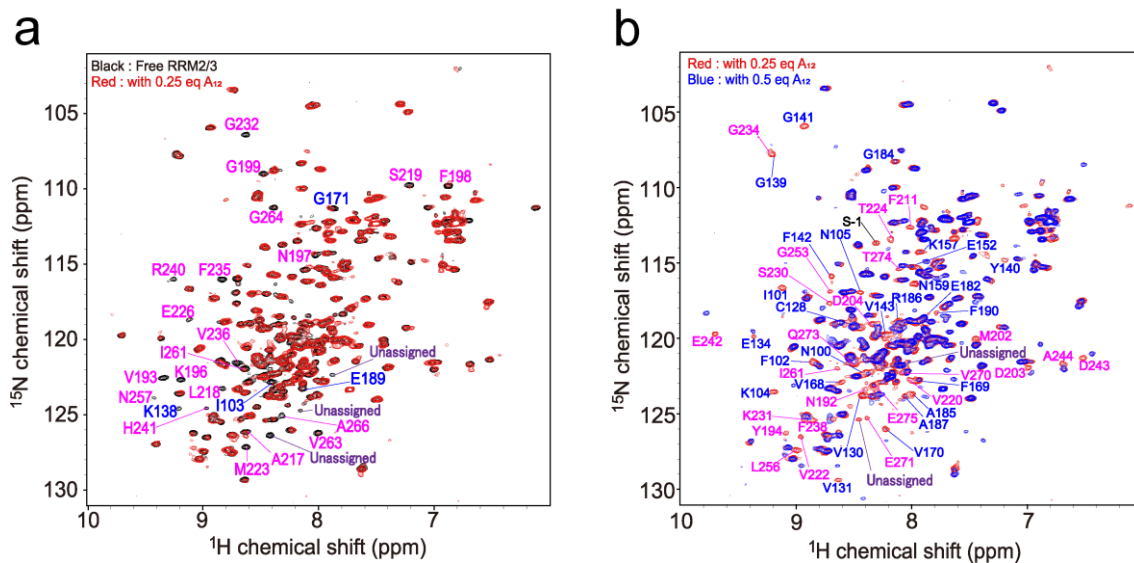 a
Black : Free RRM2/3
Red : with 0.25 eq A₁₂
G232
G199
S219
F198
G264
G171
N197
R240
F235
E226
V236
I261
K196
V193
N257
L218
K138
I103
H241
M223
A217
V263
A266
E189
Unassigned
Unassigned
Unassigned
105
110
115
120
125
130
10
9
8
7
¹⁵N chemical shift (ppm)
¹H chemical shift (ppm)
b
Red : with 0.25 eq A₁₂
Blue : with 0.5 eq A₁₂
G141
G234
G139
G184
T224
F211
S-1
F142
N105
K157
E152
G253
T274
Y140
S230
D204
N159
E182
I101
V143
R186
F190
C128
Q273
M202
E242
E134
N100
Unassigned
A244
F102
I261
V270
D203
D243
K104
V168
F169
N192
V220
K231
E275
A185
Y194
F238
A187
L256
V130
V170
V222
E271
V131
Unassigned
105
110
115
120
125
130
10
9
8
7
¹⁵N chemical shift (ppm)
¹H chemical shift (ppm)